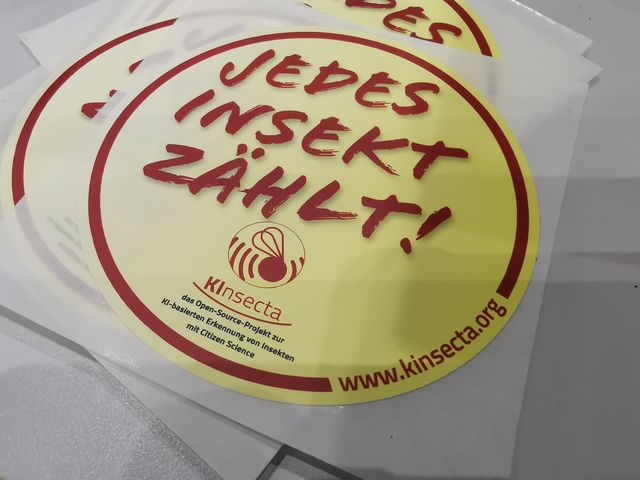 JEDES
INSEKT
ZÄHLT!
KInsecta
das Open-Source-Projekt zur
KI-basierten Erkennung von Insekten
mit Citizen Science
www.kinsecta.org
JEDES